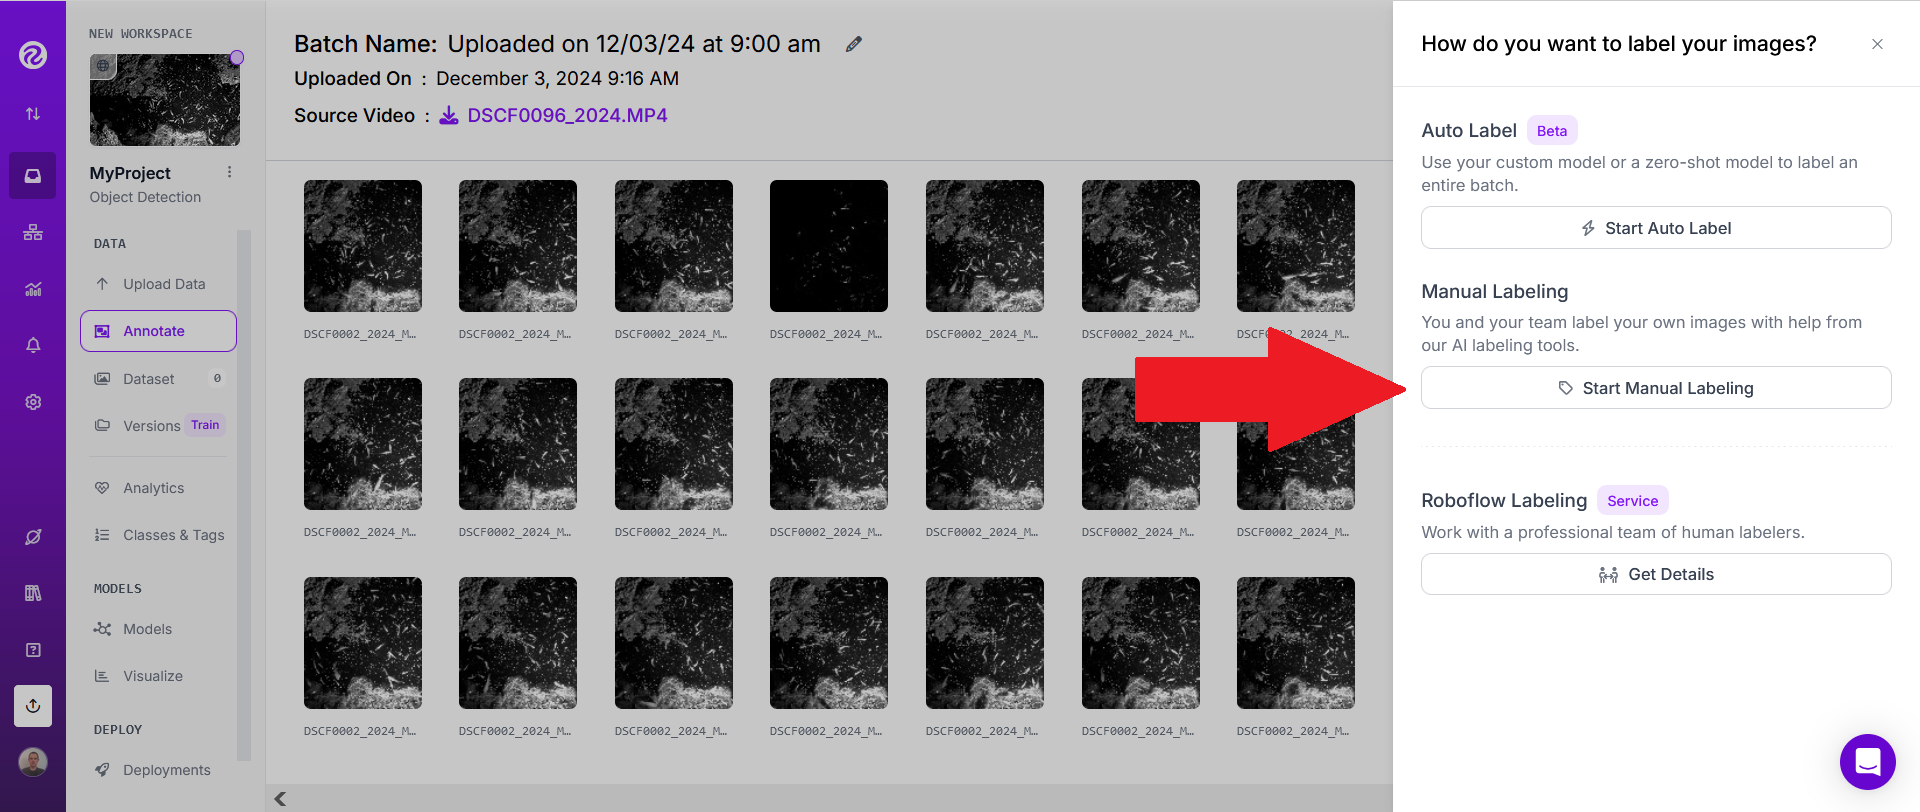 NEW WORKSPACE
MyProject
Object Detection
DATA
Upload Data
Annotate
Dataset 0
Versions Train
Analytics
Classes & Tags
MODELS
Models
Visualize
DEPLOY
Deployments
Batch Name: Uploaded on 12/03/24 at 9:00 am
Uploaded On : December 3, 2024 9:16 AM
Source Video : DSCF0096_2024.MP4
DSCF0002_2024_M… DSCF0002_2024_M… DSCF0002_2024_M… DSCF0002_2024_M… DSCF0002_2024_M… DSCF0002_2024_M… DSCF0002_2024_M…
DSCF0002_2024_M… DSCF0002_2024_M… DSCF0002_2024_M… DSCF0002_2024_M… DSCF0002_2024_M… DSCF0002_2024_M… DSCF0002_2024_M…
DSCF0002_2024_M… DSCF0002_2024_M… DSCF0002_2024_M… DSCF0002_2024_M… DSCF0002_2024_M… DSCF0002_2024_M… DSCF0002_2024_M…
How do you want to label your images?
Auto Label Beta
Use your custom model or a zero-shot model to label an
entire batch.
Start Auto Label
Manual Labeling
You and your team label your own images with help from
our AI labeling tools.
Start Manual Labeling
Roboflow Labeling Service
Work with a professional team of human labelers.
Get Details